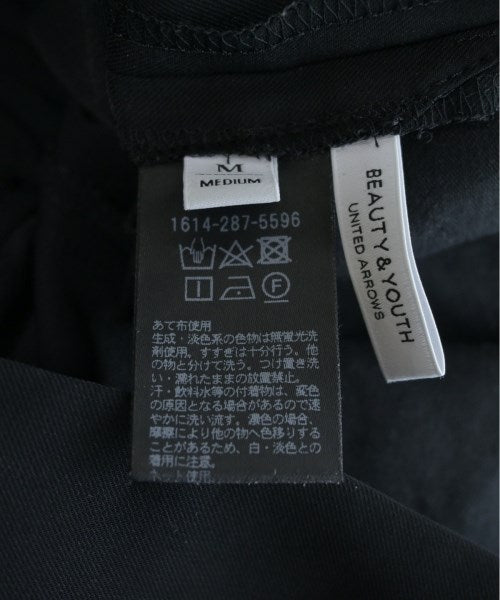 M
MEDIUM
1614-287-5596
あて布使用
生成・淡色系の色物は無蛍光洗
剤使用。すすぎは十分行う。他
の物と分けて洗う。つけ置き洗
い・濡れたままの放置禁止。
汗・飲料水等の付着物は、変色
の原因となる場合があるので速
やかに洗い流す。濃色の場合、
摩擦により他の物へ色移りする
ことがあるため、白・淡色との
着用に注意。
ネット使用
BEAUTY & YOUTH
UNITED ARROWS